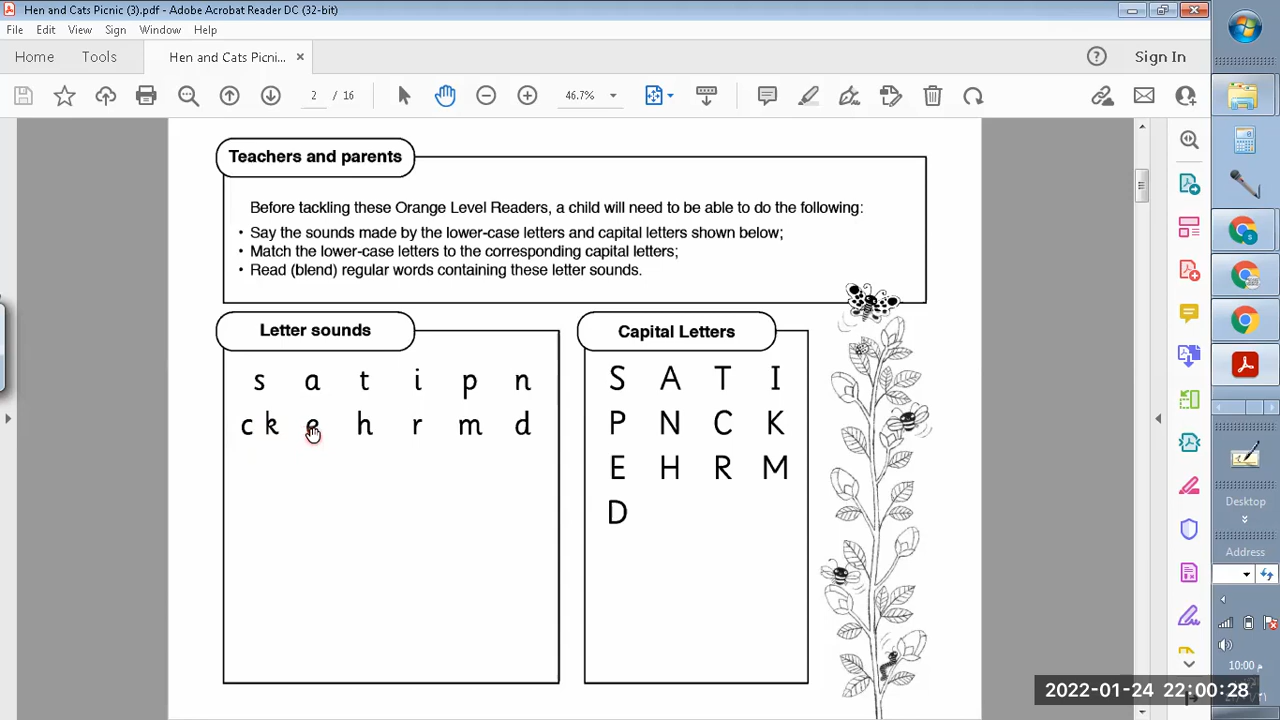 Hen and Cats Picnic (3).pdf - Adobe Acrobat Reader DC (32-bit)
File Edit View Sign Window Help
Home Tools Hen and Cats Picni... × Sign In
2 / 16 46.7%
Teachers and parents
Before tackling these Orange Level Readers, a child will need to be able to do the following:
• Say the sounds made by the lower-case letters and capital letters shown below;
• Match the lower-case letters to the corresponding capital letters;
• Read (blend) regular words containing these letter sounds.
Letter sounds
s a t i p n
c k e h r m d
Capital Letters
S A T I
P N C K
E H R M
D
Desktop
Address
10:00 م
2022-01-24 22:00:28